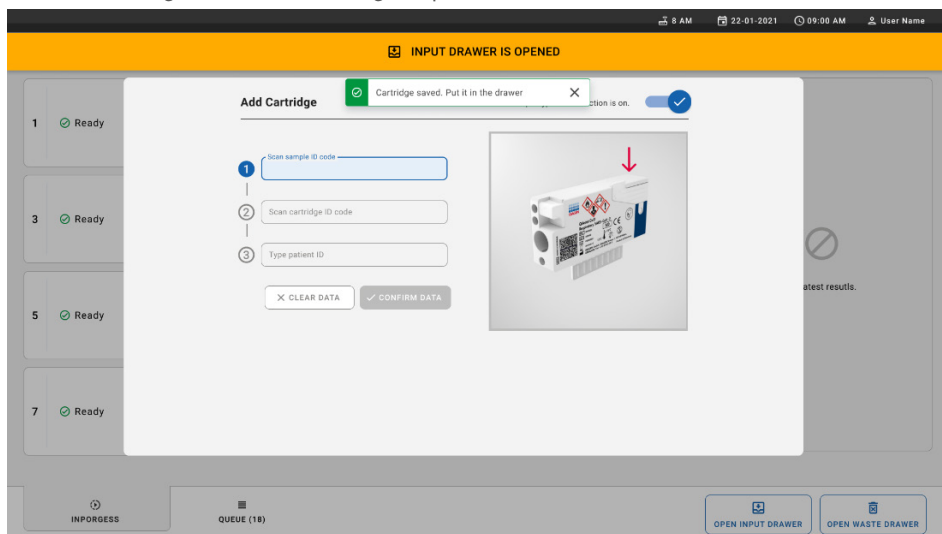 8 AM 22-01-2021 09:00 AM User Name
INPUT DRAWER IS OPENED
Cartridge saved. Put it in the drawer
Add Cartridge
ction is on.
1 Ready
Scan sample ID code
1
2 Scan cartridge ID code
3 Type patient ID
3 Ready
CLEAR DATA CONFIRM DATA
atest resutls.
5 Ready
7 Ready
INPORGESS
QUEUE (18)
OPEN INPUT DRAWER
OPEN WASTE DRAWER